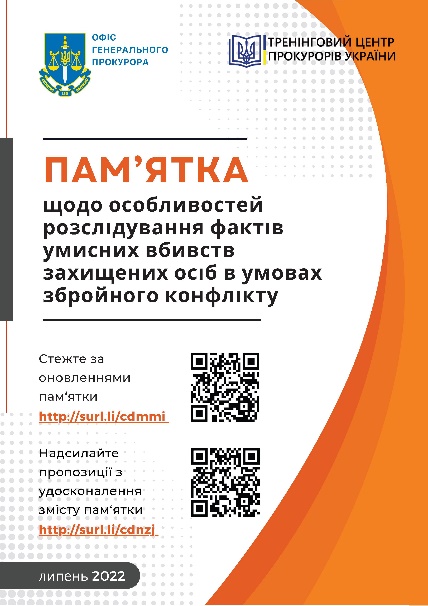 ОФІС
ГЕНЕРАЛЬНОГО
ПРОКУРОРА
ТРЕНІНГОВИЙ ЦЕНТР
ПРОКУРОРІВ УКРАЇНИ
ПАМ’ЯТКА
щодо особливостей
розслідування фактів
умисних вбивств
захищених осіб в умовах
збройного конфлікту
Стежте за
оновленнями
пам’ятки
http://surl.li/cdmmi
Надсилайте
пропозиції з
удосконалення
змісту пам’ятки
http://surl.li/cdnzj
липень 2022